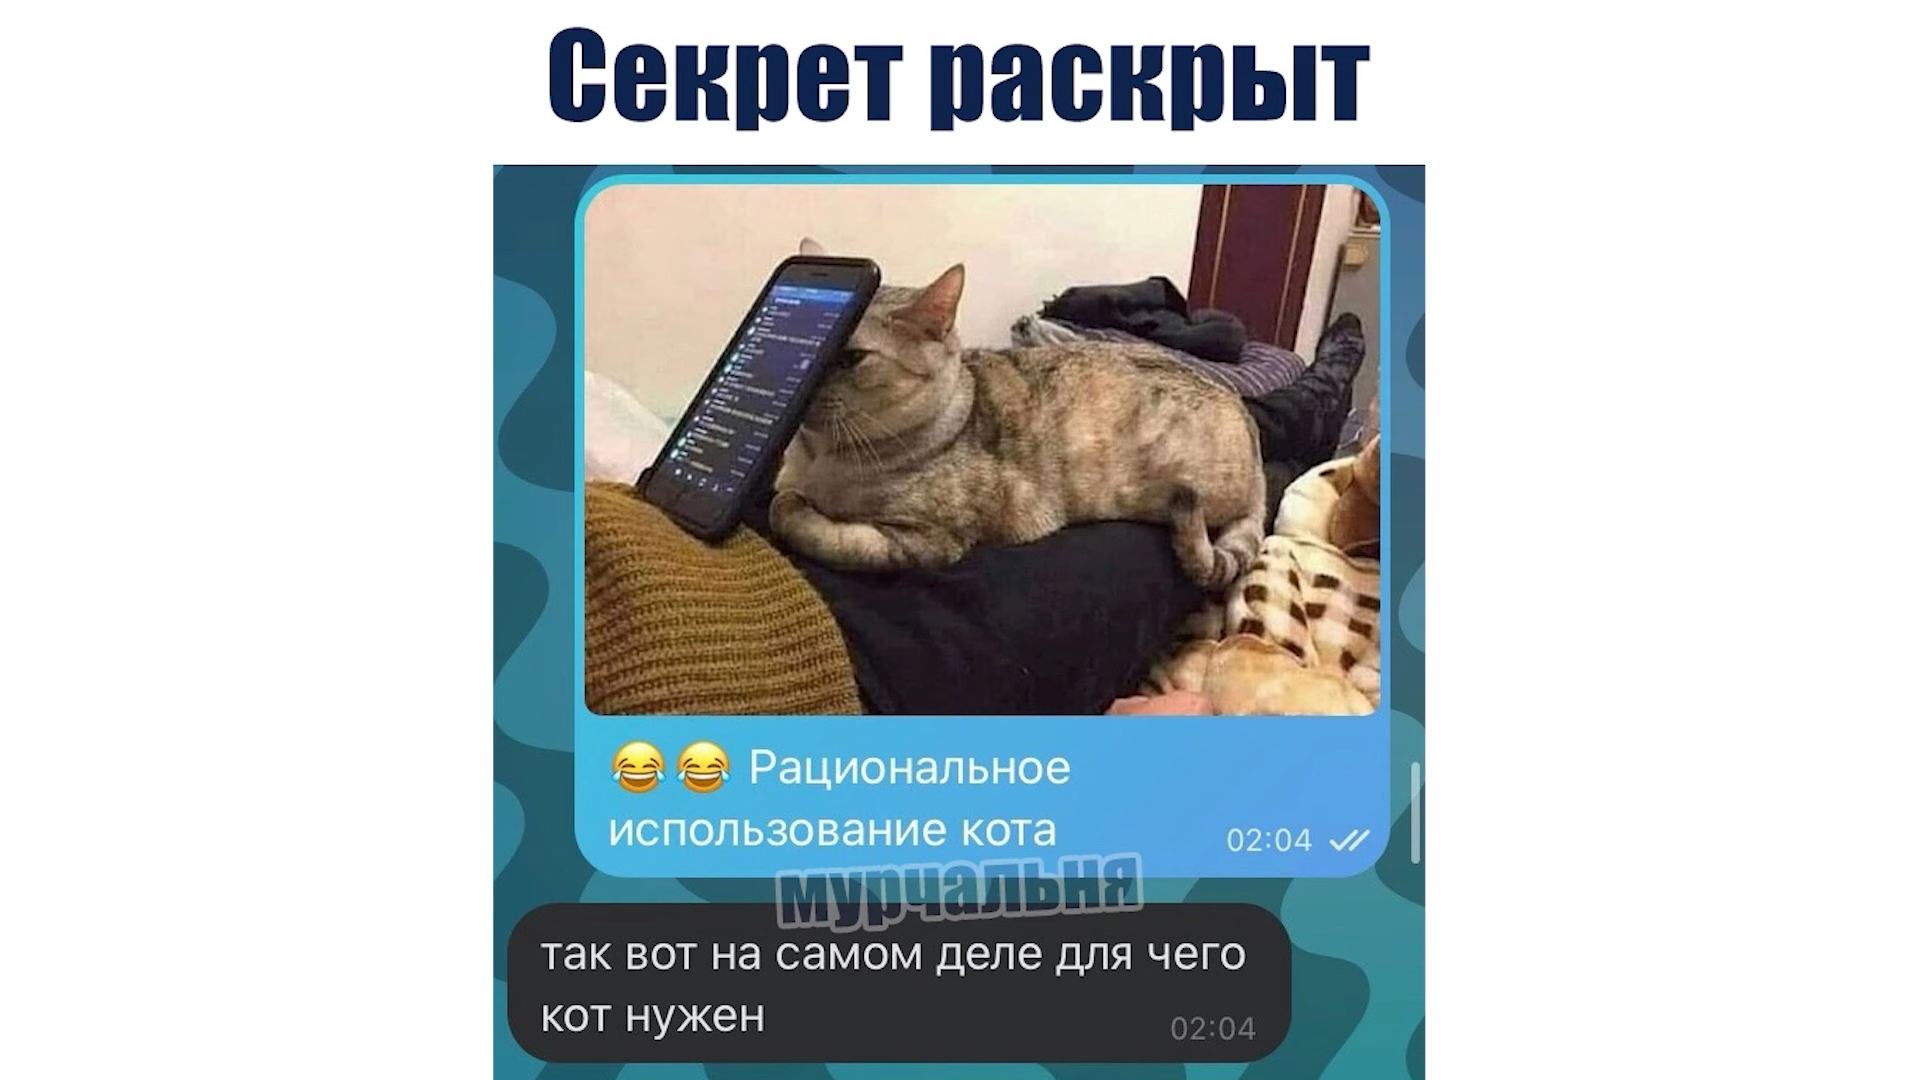 Секрет раскрыт
😂😂 Рациональное
использование кота
02:04
мурчальня
так вот на самом деле для чего
кот нужен
02:04